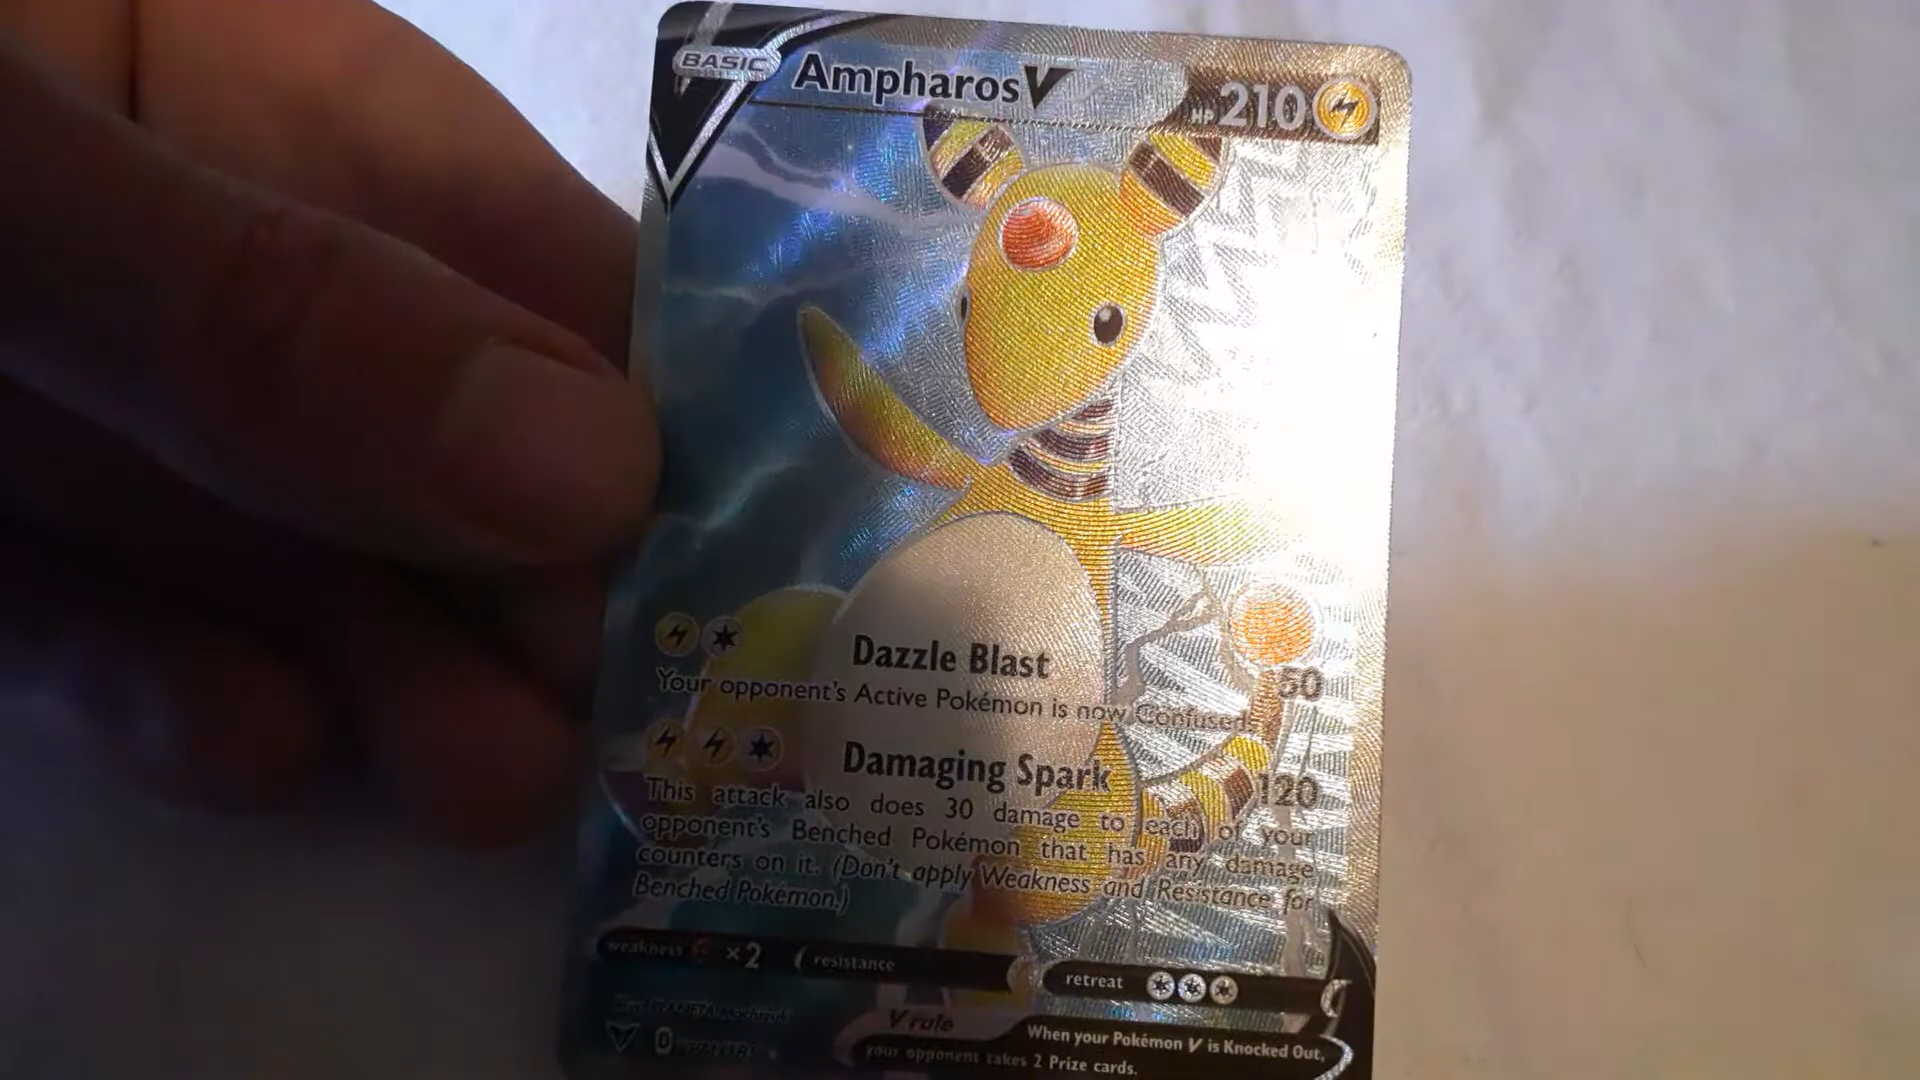 BASIC
AmpharosV
HP 210
Dazzle Blast
50
Your opponent's Active Pokémon is now Confused.
Damaging Spark
120
This attack also does 30 damage to each of your
opponent's Benched Pokémon that has any damage
counters on it. (Don't apply Weakness and Resistance for
Benched Pokémon.)
weakness ×2 resistance
retreat
V rule
When your Pokémon V is Knocked Out,
your opponent takes 2 Prize cards.
D